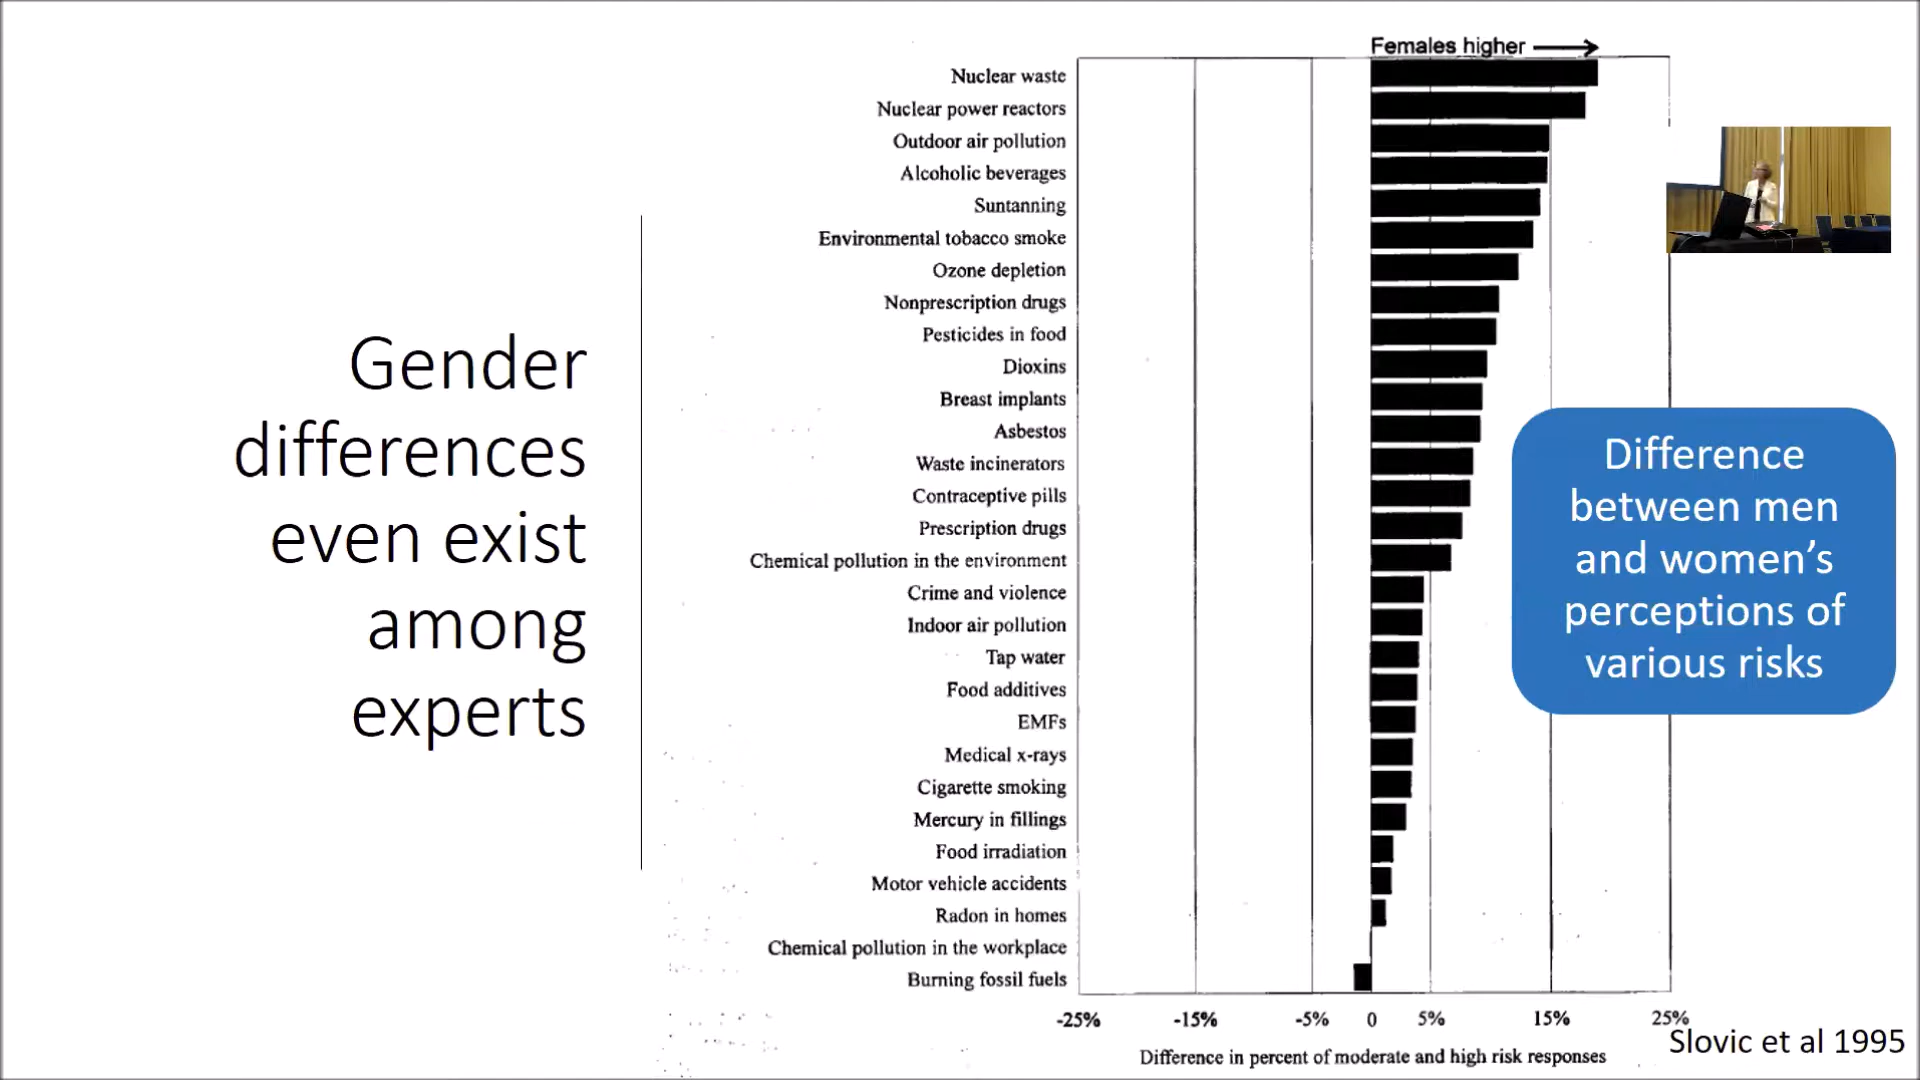 Gender
differences
even exist
among
experts
Females higher
Nuclear waste
Nuclear power reactors
Outdoor air pollution
Alcoholic beverages
Suntanning
Environmental tobacco smoke
Ozone depletion
Nonprescription drugs
Pesticides in food
Dioxins
Breast implants
Asbestos
Waste incinerators
Contraceptive pills
Prescription drugs
Chemical pollution in the environment
Crime and violence
Indoor air pollution
Tap water
Food additives
EMFs
Medical x-rays
Cigarette smoking
Mercury in fillings
Food irradiation
Motor vehicle accidents
Radon in homes
Chemical pollution in the workplace
Burning fossil fuels
-25% -15% -5% 0 5% 15% 25%
Difference in percent of moderate and high risk responses
Difference
between men
and women’s
perceptions of
various risks
Slovic et al 1995